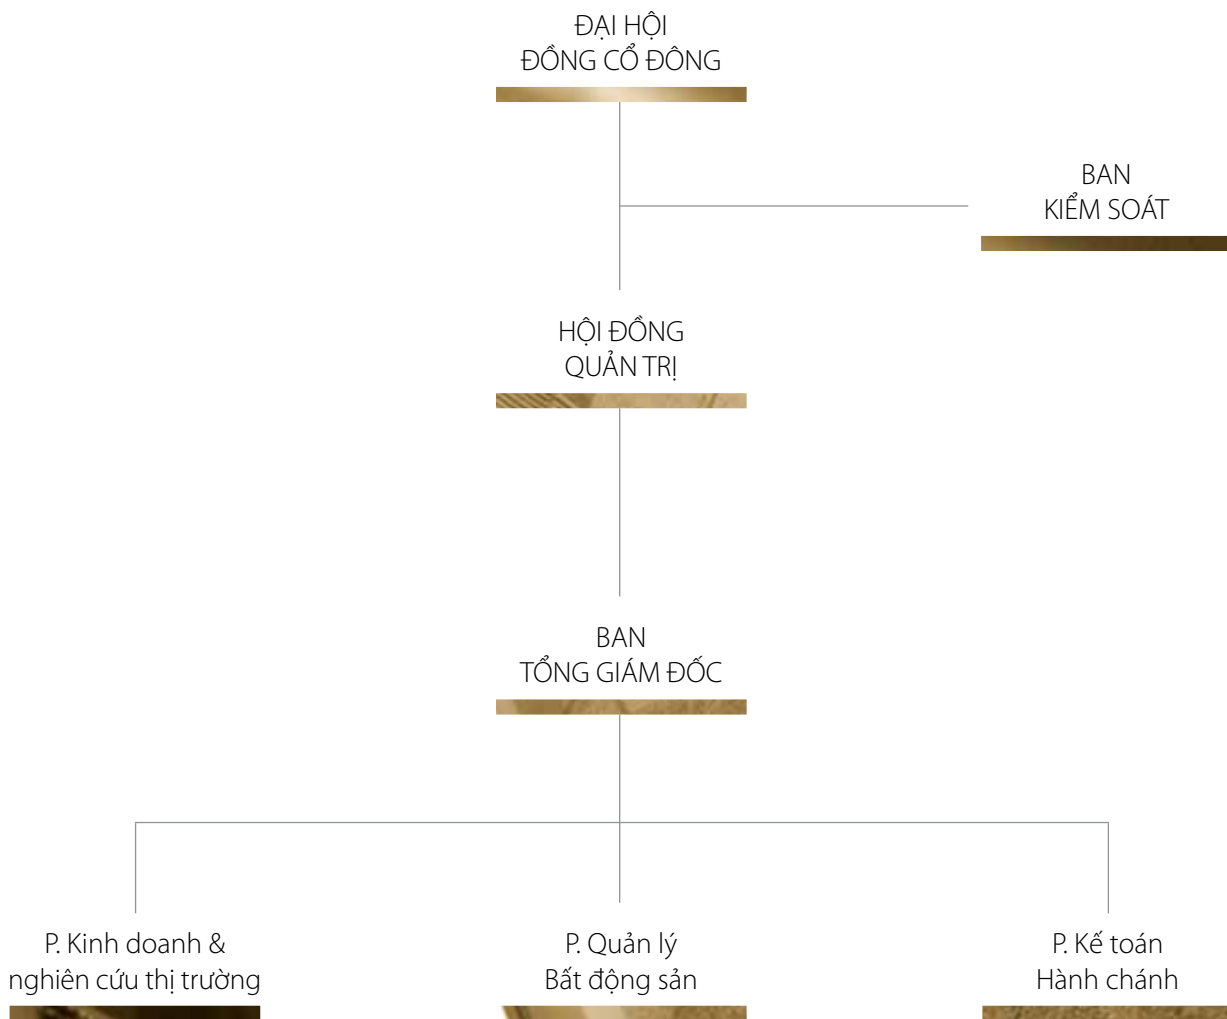 ĐẠI HỘI
ĐỒNG CỔ ĐÔNG
BAN
KIỂM SOÁT
HỘI ĐỒNG
QUẢN TRỊ
BAN
TỔNG GIÁM ĐỐC
P. Kinh doanh &
nghiên cứu thị trường
P. Quản lý
Bất động sản
P. Kế toán
Hành chánh